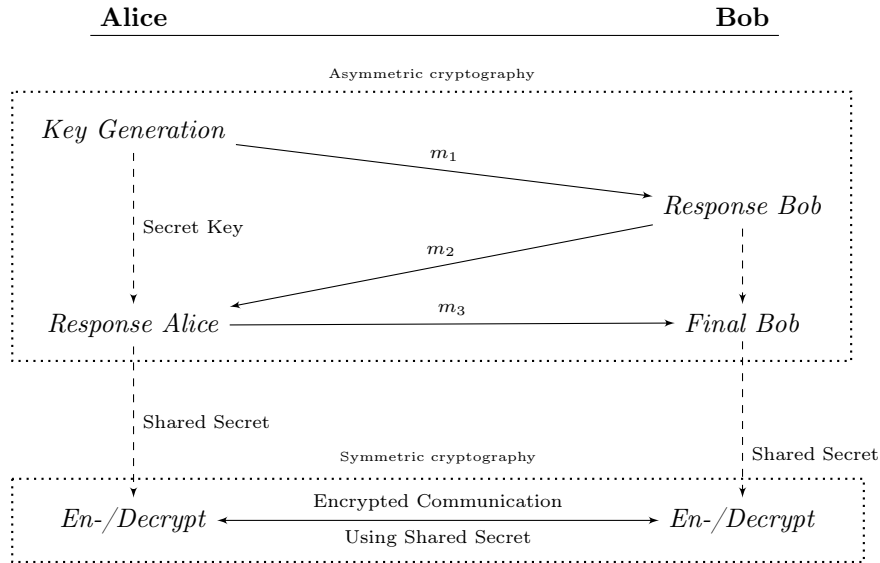 Alice
Bob
Asymmetric cryptography
Key Generation
m1
Response Bob
Secret Key
m2
Response Alice
m3
Final Bob
Shared Secret
Shared Secret
Symmetric cryptography
En-/Decrypt
Encrypted Communication
Using Shared Secret
En-/Decrypt